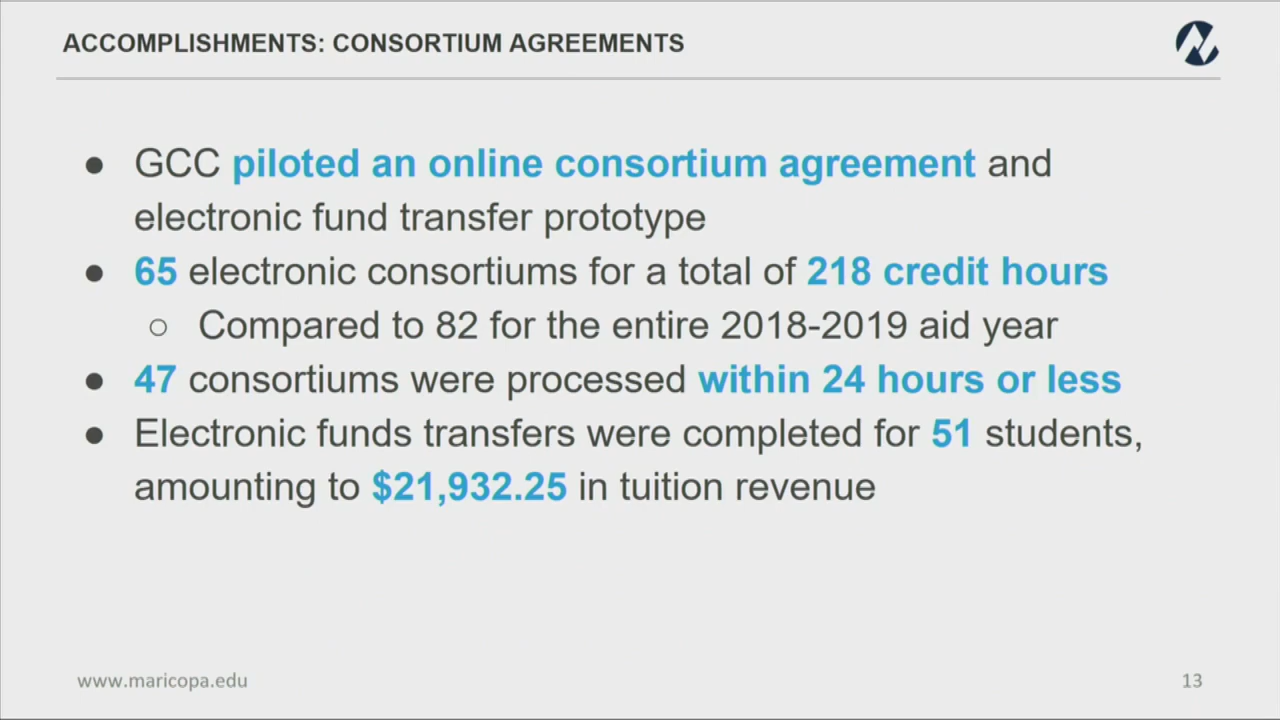 ACCOMPLISHMENTS: CONSORTIUM AGREEMENTS
● GCC piloted an online consortium agreement and
electronic fund transfer prototype
● 65 electronic consortiums for a total of 218 credit hours
○ Compared to 82 for the entire 2018-2019 aid year
● 47 consortiums were processed within 24 hours or less
● Electronic funds transfers were completed for 51 students,
amounting to $21,932.25 in tuition revenue
www.maricopa.edu
13